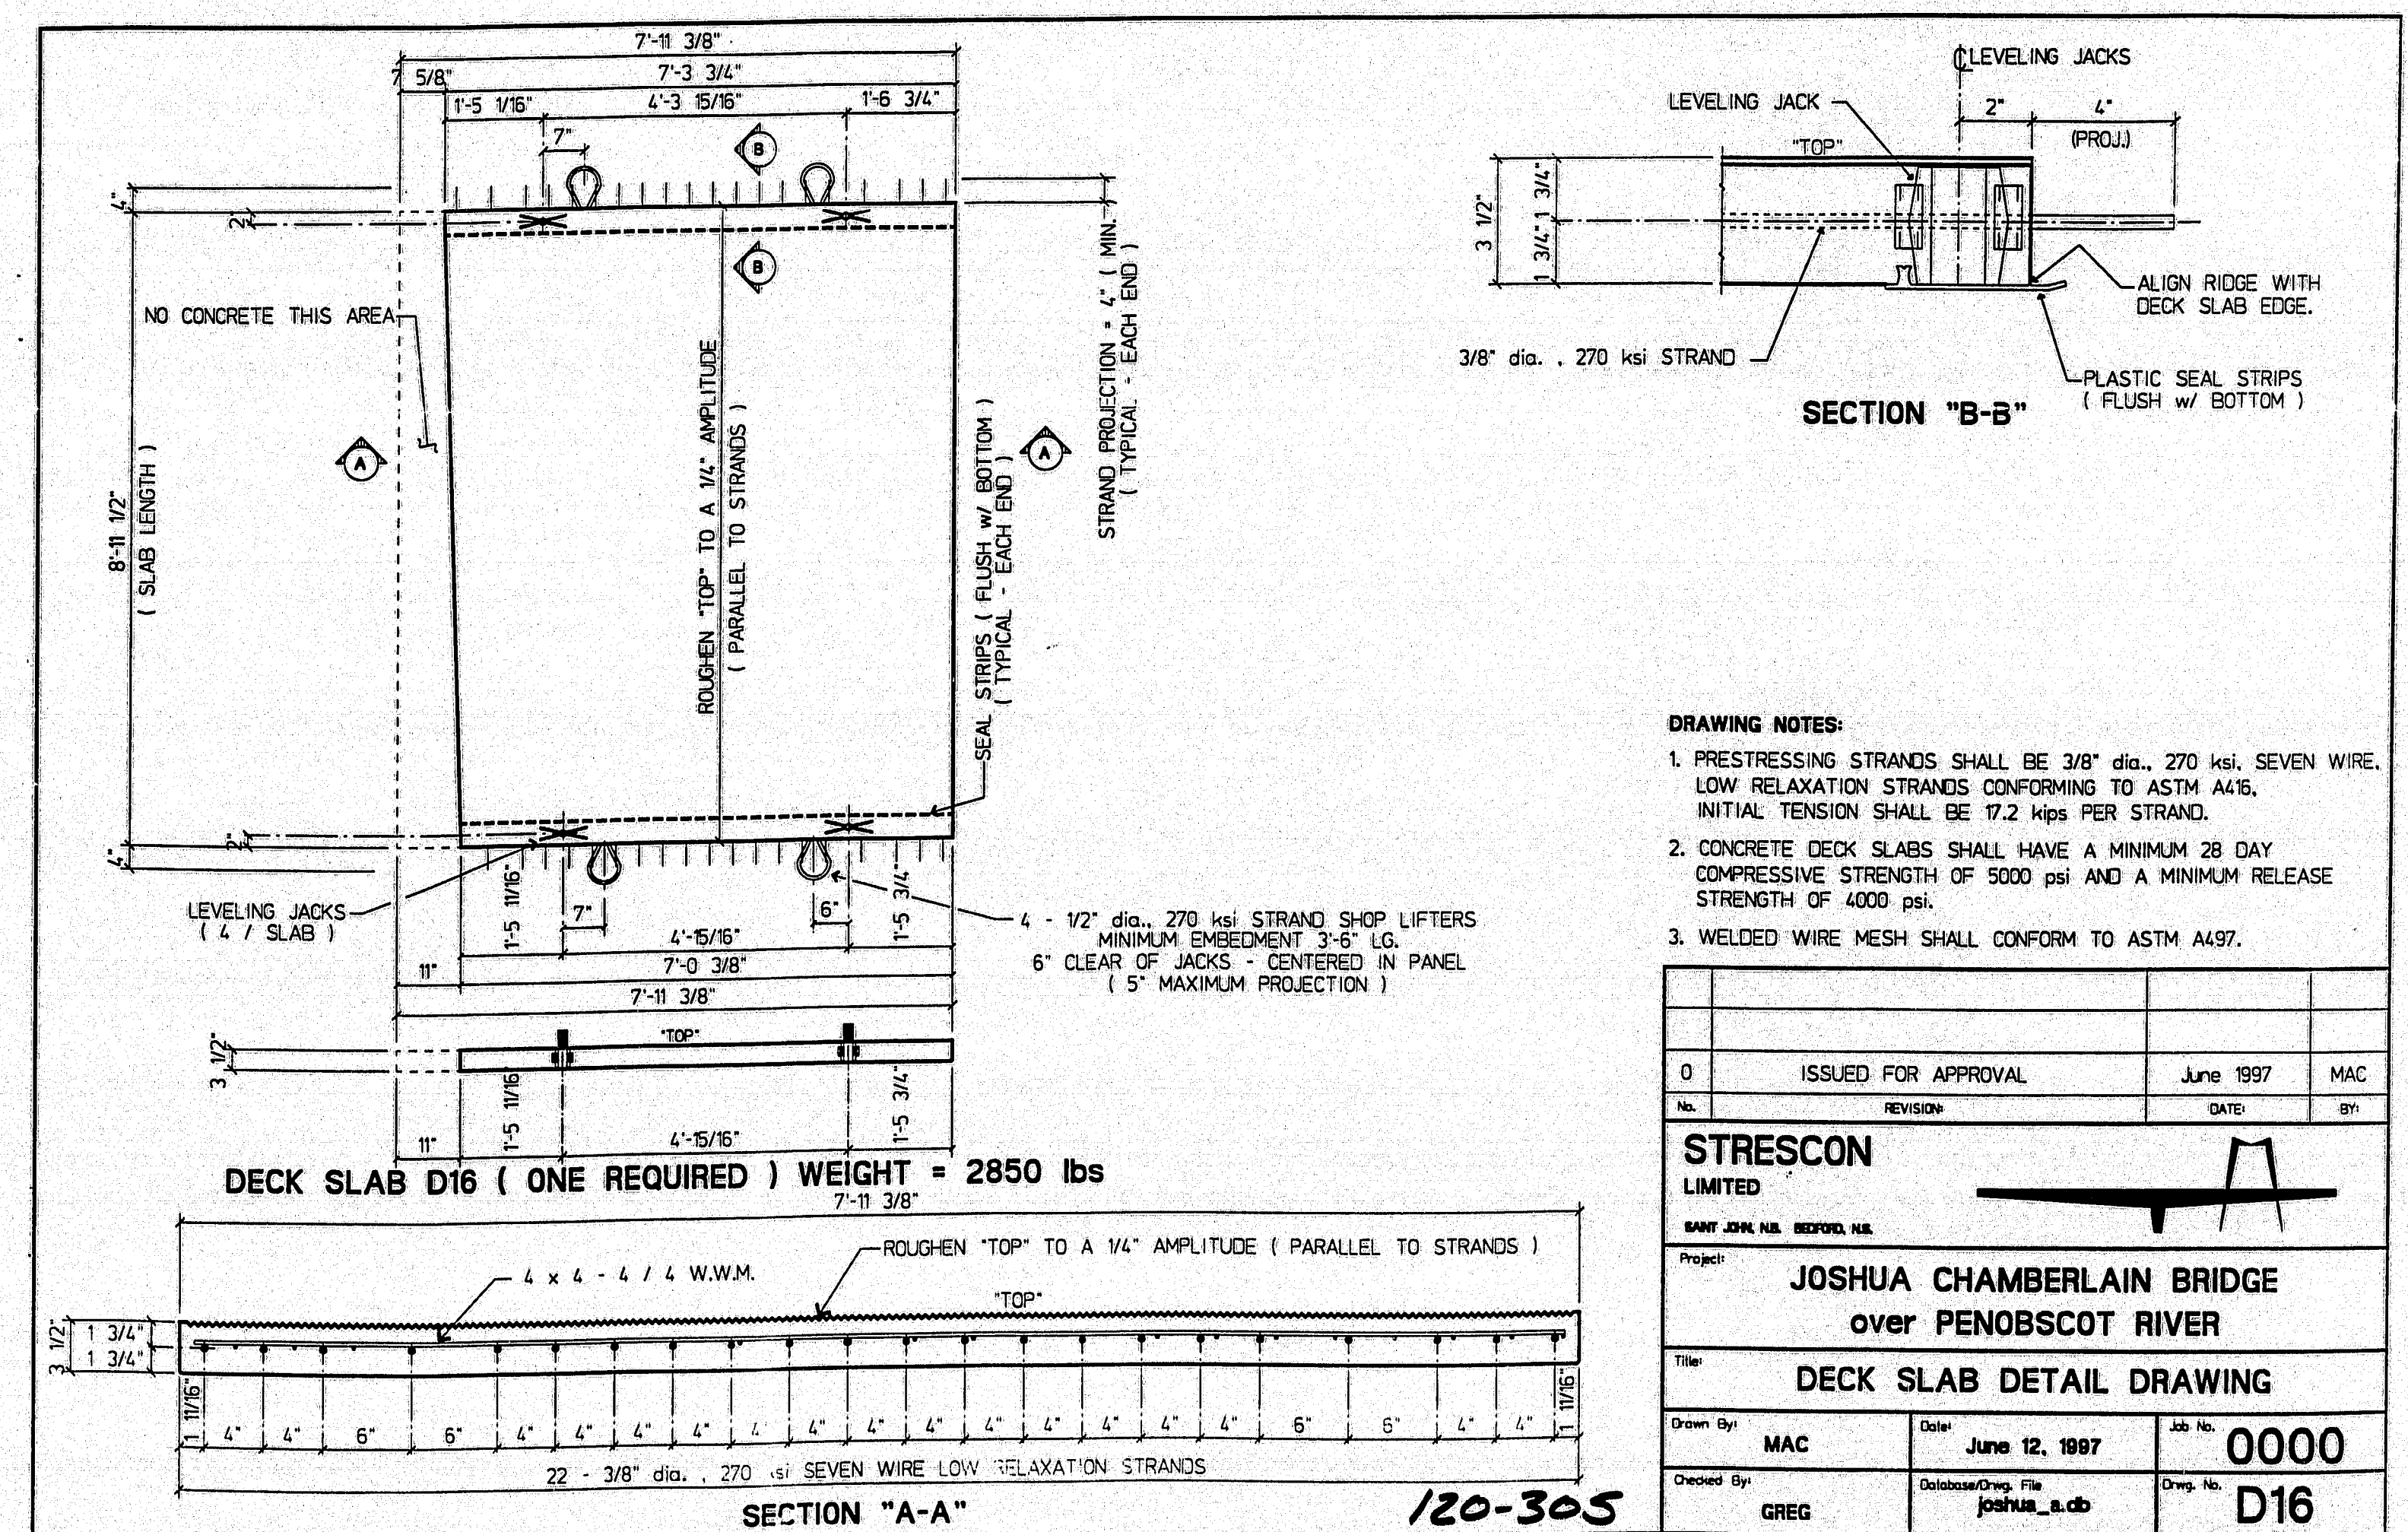 7'-11 3/8"
7 5/8"
7'-3 3/4"
1'-5 1/16"
4'-3 15/16"
1'-6 3/4"
7"
B
4"
2"
B
NO CONCRETE THIS AREA
A
8'-11 1/2"
( SLAB LENGTH )
ROUGHEN "TOP" TO A 1/4" AMPLITUDE
( PARALLEL TO STRANDS )
SEAL STRIPS ( FLUSH w/ BOTTOM )
( TYPICAL - EACH END )
A
STRAND PROJECTION = 4" ( MIN. )
( TYPICAL - EACH END )
2"
4"
LEVELING JACKS
( 4 / SLAB )
1'-5 11/16"
7"
6"
1'-5 3/4"
4'-15/16"
7'-0 3/8"
11"
7'-11 3/8"
4 - 1/2" dia., 270 ksi STRAND SHOP LIFTERS
MINIMUM EMBEDMENT 3'-6" LG.
6" CLEAR OF JACKS - CENTERED IN PANEL
( 5" MAXIMUM PROJECTION )
"TOP"
3 1/2"
1'-5 11/16"
1'-5 3/4"
11"
4'-15/16"
DECK SLAB D16 ( ONE REQUIRED ) WEIGHT = 2850 lbs
7'-11 3/8"
ROUGHEN "TOP" TO A 1/4" AMPLITUDE ( PARALLEL TO STRANDS )
4 x 4 - 4 / 4 W.W.M.
"TOP"
3 1/2"
1 3/4"
1 3/4"
1 11/16"
4" 4" 6" 6" 4" 4" 4" 4" 4" 4" 4" 4" 4" 4" 4" 4" 4" 6" 6" 4" 4"
1 11/16"
22 - 3/8" dia. , 270 ksi SEVEN WIRE LOW RELAXATION STRANDS
SECTION "A-A"
120-305
℄ LEVELING JACKS
LEVELING JACK
2"
4"
(PROJ.)
"TOP"
3 1/2"
1 3/4"
1 3/4"
3/8" dia. , 270 ksi STRAND
ALIGN RIDGE WITH
DECK SLAB EDGE.
PLASTIC SEAL STRIPS
( FLUSH w/ BOTTOM )
SECTION "B-B"
DRAWING NOTES:
1. PRESTRESSING STRANDS SHALL BE 3/8" dia., 270 ksi, SEVEN WIRE,
LOW RELAXATION STRANDS CONFORMING TO ASTM A416.
INITIAL TENSION SHALL BE 17.2 kips PER STRAND.
2. CONCRETE DECK SLABS SHALL HAVE A MINIMUM 28 DAY
COMPRESSIVE STRENGTH OF 5000 psi AND A MINIMUM RELEASE
STRENGTH OF 4000 psi.
3. WELDED WIRE MESH SHALL CONFORM TO ASTM A497.
0 ISSUED FOR APPROVAL June 1997 MAC
No. REVISION: DATE: BY:
STRESCON
LIMITED
SAINT JOHN, N.B. BEDFORD, N.S.
Project:
JOSHUA CHAMBERLAIN BRIDGE
over PENOBSCOT RIVER
Title:
DECK SLAB DETAIL DRAWING
Drawn By: MAC
Date: June 12, 1997
Job No. 0000
Checked By: GREG
Database/Drwg. File joshua_a.db
Drwg. No. D16